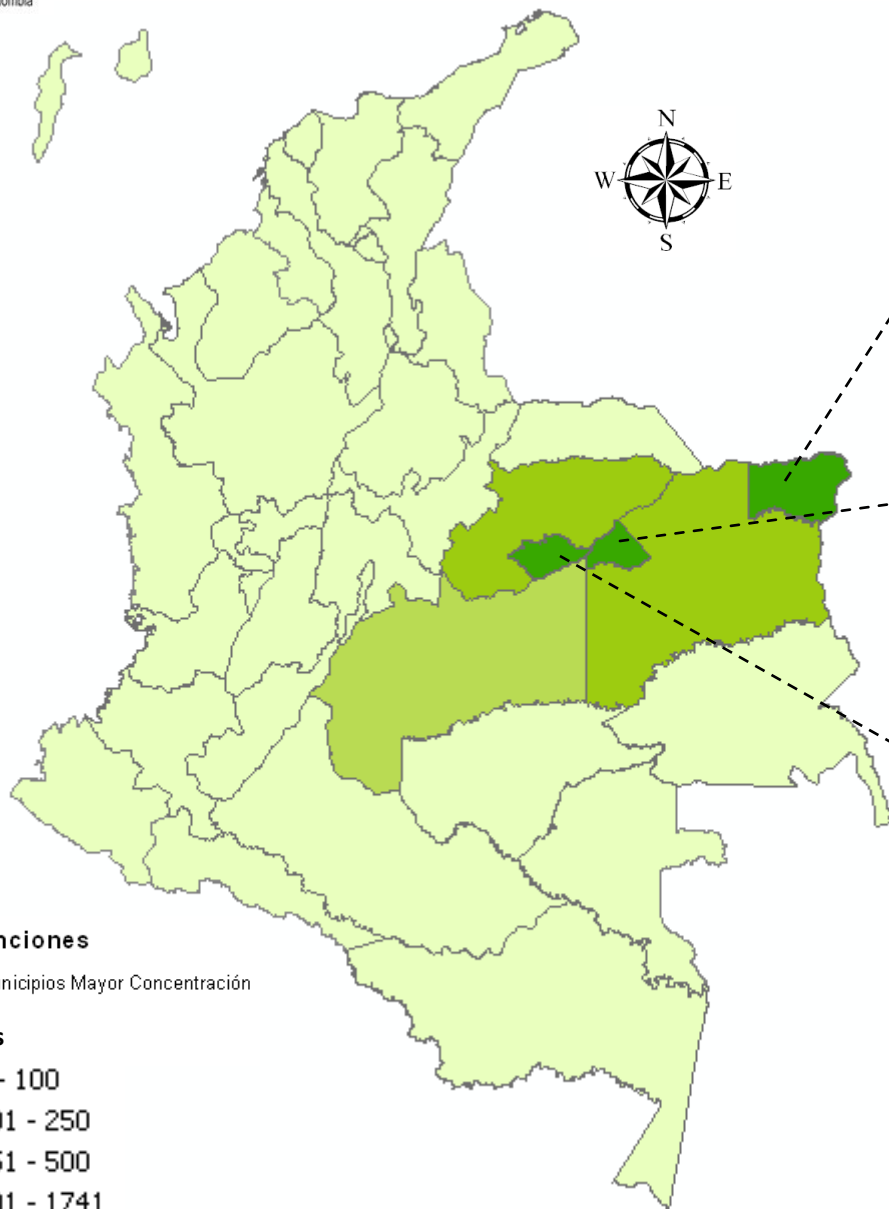 N
W E
S
nciones
nicipios Mayor Concentración
s
- 100
01 - 250
51 - 500
01 - 1741